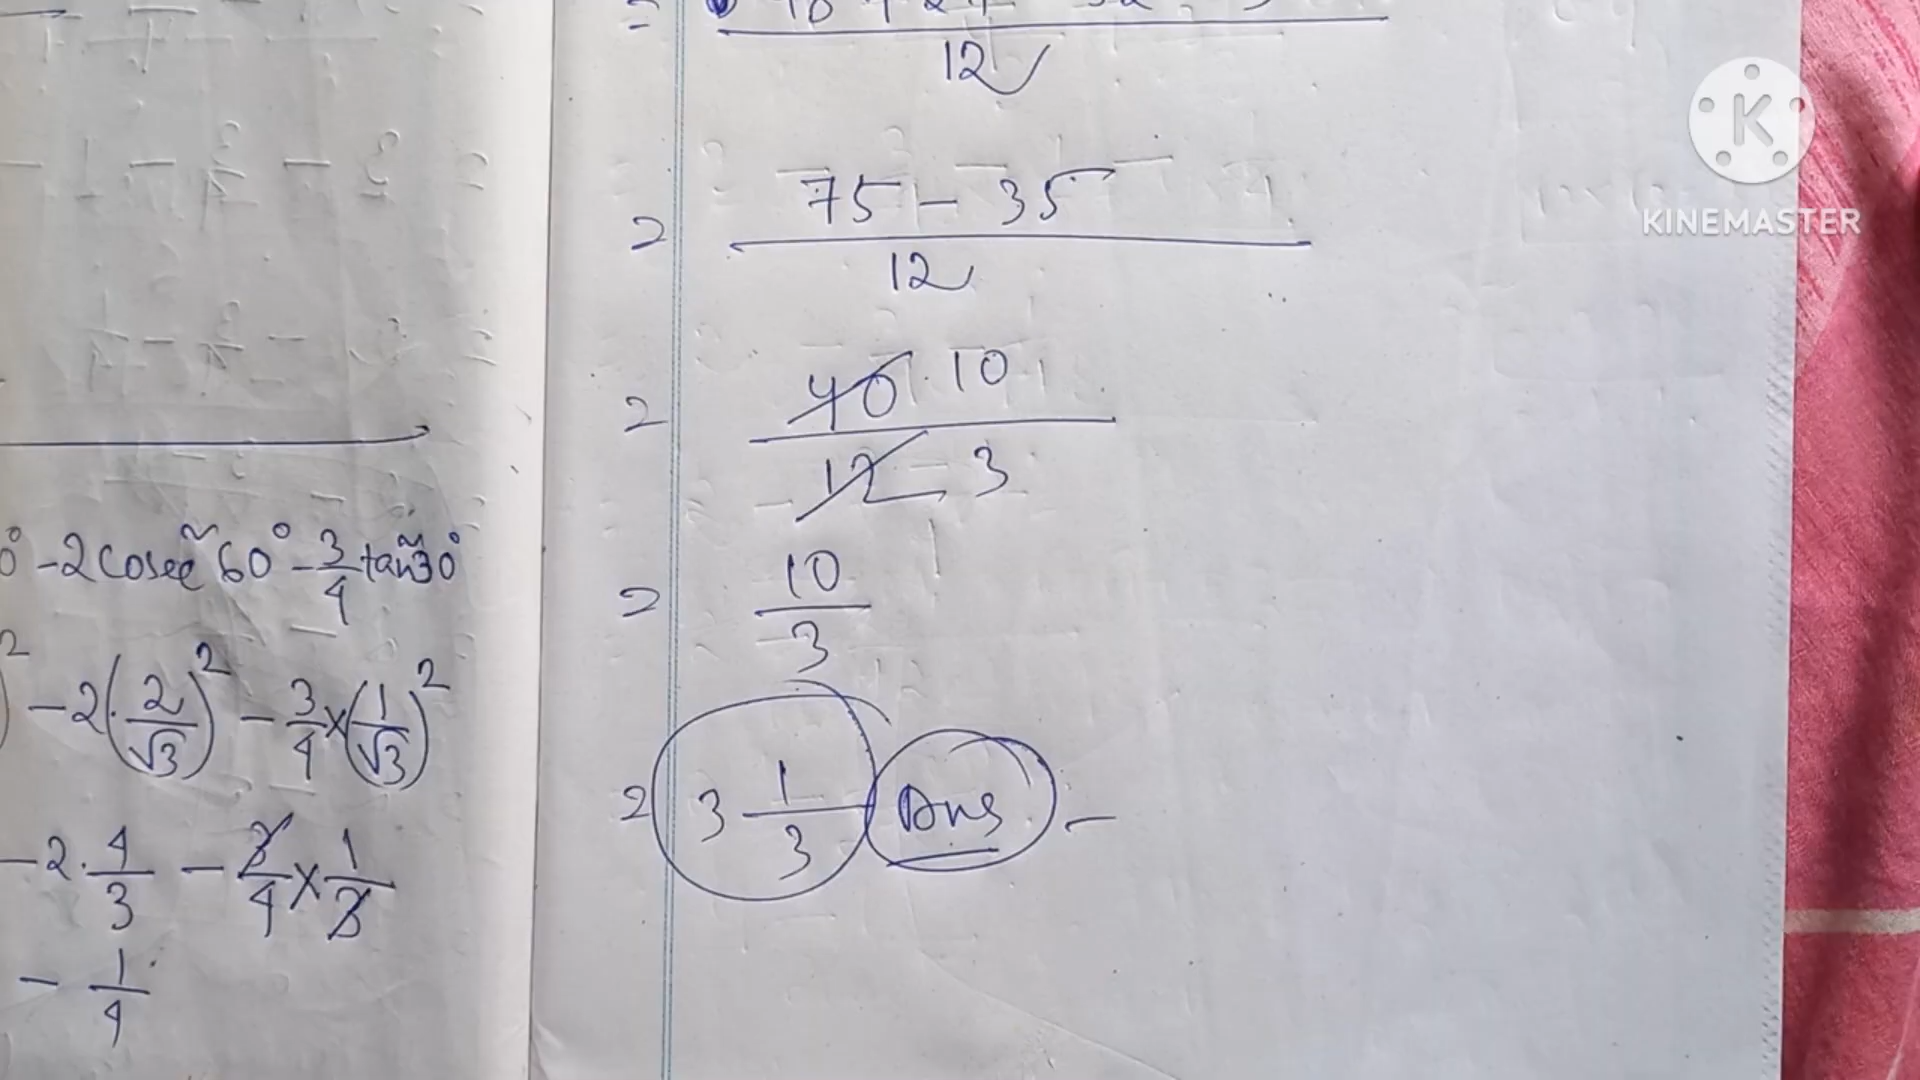 0° - 2cosec²60° - 3/4 tan²30°
)² - 2(2/√3)² - 3/4 × (1/√3)²
- 2. 4/3 - 3/4 × 1/3
- 1/4
12
= 75 - 35 / 12
= 40 10 / 12 3
= 10/3
= 3 1/3 Ans
K
KINEMASTER